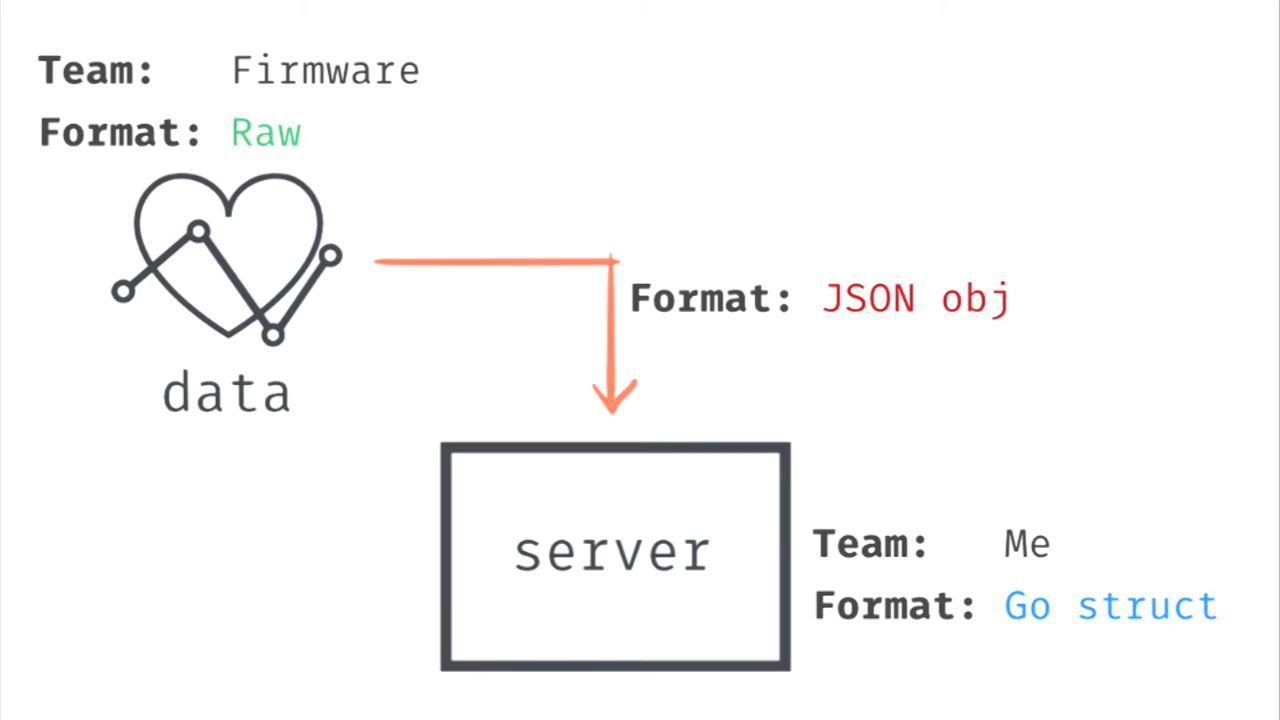 Team: Firmware
Format: Raw
data
Format: JSON obj
server
Team: Me
Format: Go struct